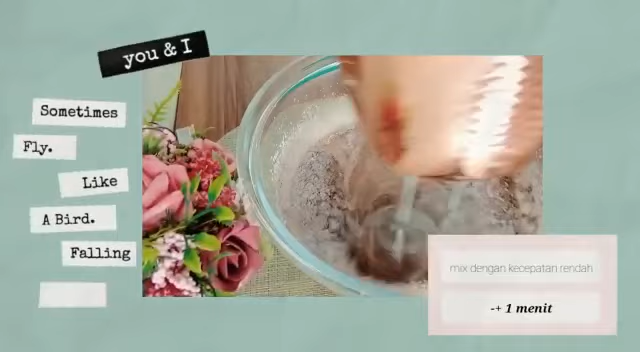 you & I
Sometimes
Fly.
Like
A Bird.
Falling
mix dengan kecepatan rendah
-+ 1 menit